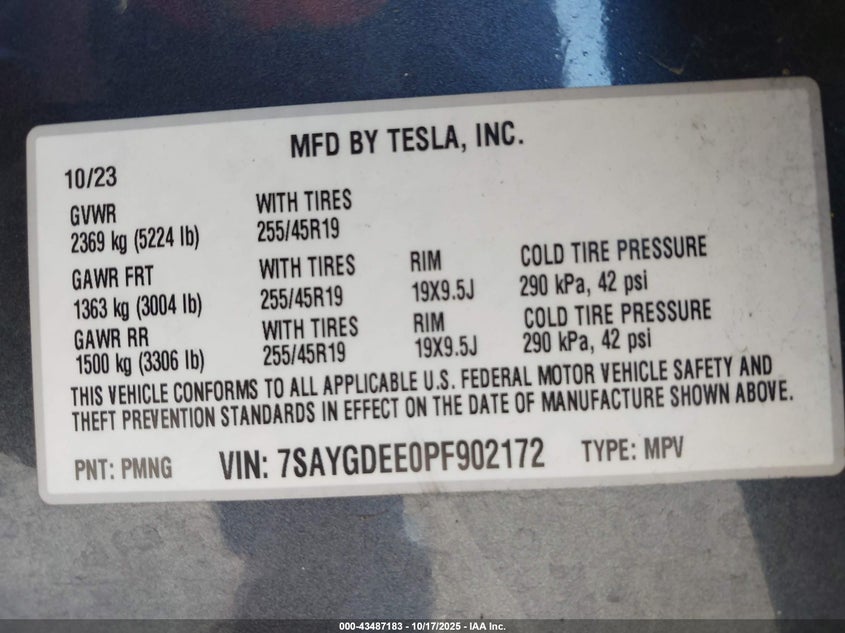 MFD BY TESLA, INC.
10/23
GVWR WITH TIRES
2369 kg (5224 lb) 255/45R19
GAWR FRT WITH TIRES RIM COLD TIRE PRESSURE
1363 kg (3004 lb) 255/45R19 19X9.5J 290 kPa, 42 psi
GAWR RR WITH TIRES RIM COLD TIRE PRESSURE
1500 kg (3306 lb) 255/45R19 19X9.5J 290 kPa, 42 psi
THIS VEHICLE CONFORMS TO ALL APPLICABLE U.S. FEDERAL MOTOR VEHICLE SAFETY AND
THEFT PREVENTION STANDARDS IN EFFECT ON THE DATE OF MANUFACTURE SHOWN ABOVE.
PNT: PMNG VIN: 7SAYGDEE0PF902172 TYPE: MPV
000-43487183 - 10/17/2025 - IAA Inc.